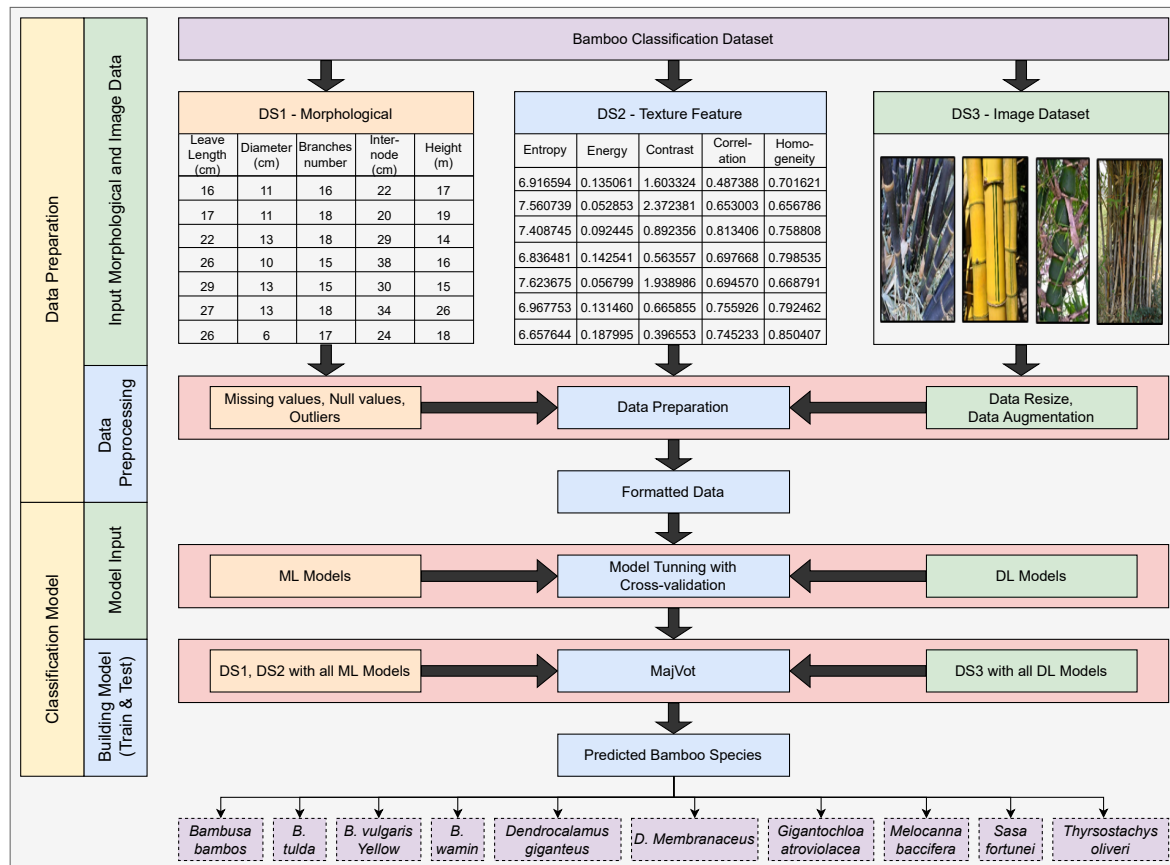 Data Preparation
Input Morphological and Image Data
Bamboo Classification Dataset
DS1 - Morphological
Leave Length (cm) Diameter (cm) Branches number Inter-node (cm) Height (m)
16 11 16 22 17
17 11 18 20 19
22 13 18 29 14
26 10 15 38 16
29 13 15 30 15
27 13 18 34 26
26 6 17 24 18
DS2 - Texture Feature
Entropy Energy Contrast Correl-ation Homo-geneity
6.916594 0.135061 1.603324 0.487388 0.701621
7.560739 0.052853 2.372381 0.653003 0.656786
7.408745 0.092445 0.892356 0.813406 0.758808
6.836481 0.142541 0.563557 0.697668 0.798535
7.623675 0.056799 1.938986 0.694570 0.668791
6.967753 0.131460 0.665855 0.755926 0.792462
6.657644 0.187995 0.396553 0.745233 0.850407
DS3 - Image Dataset
Data
Preprocessing
Missing values, Null values,
Outliers
Data Preparation
Data Resize,
Data Augmentation
Formatted Data
Classification Model
Model Input
ML Models
Model Tunning with
Cross-validation
DL Models
Building Model
(Train & Test)
DS1, DS2 with all ML Models
MajVot
DS3 with all DL Models
Predicted Bamboo Species
Bambusa
bambos
B.
tulda
B. vulgaris
Yellow
B.
wamin
Dendrocalamus
giganteus
D. Membranaceus
Gigantochloa
atroviolacea
Melocanna
baccifera
Sasa
fortunei
Thyrsostachys
oliveri